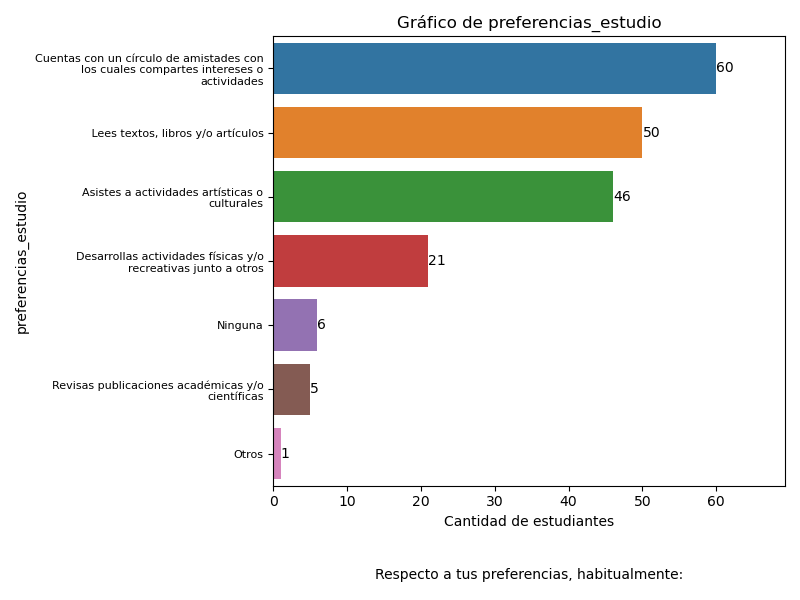 Gráfico de preferencias_estudio
preferencias_estudio
Cuentas con un círculo de amistades con
los cuales compartes intereses o
actividades
60
Lees textos, libros y/o artículos
50
Asistes a actividades artísticas o
culturales
46
Desarrollas actividades físicas y/o
recreativas junto a otros
21
Ninguna
6
Revisas publicaciones académicas y/o
científicas
5
Otros
1
0 10 20 30 40 50 60
Cantidad de estudiantes
Respecto a tus preferencias, habitualmente: